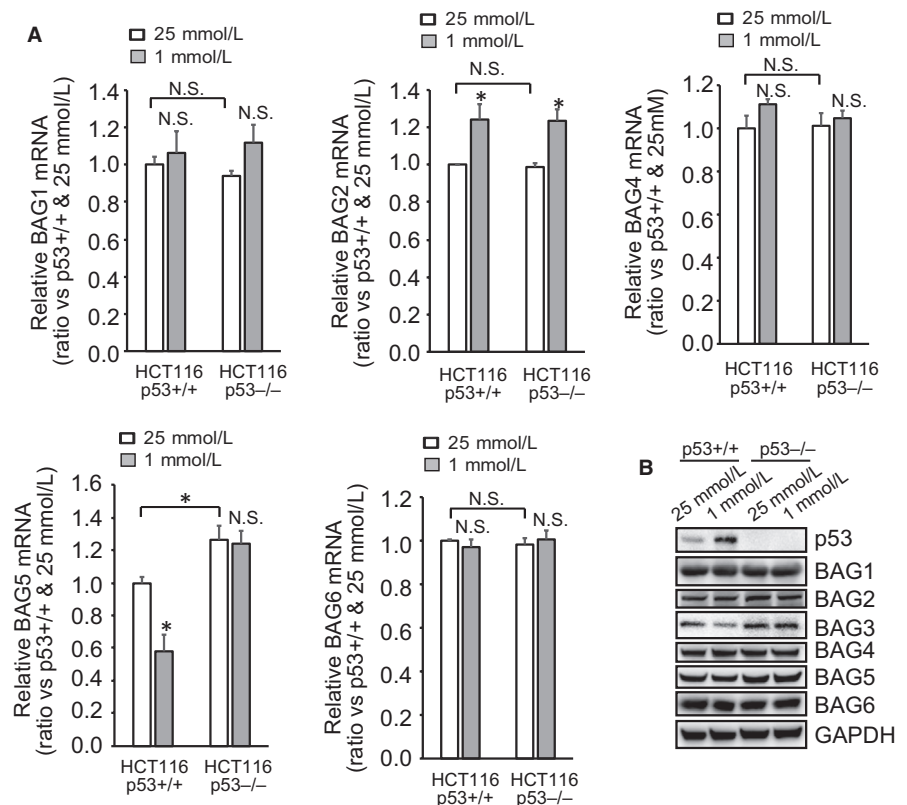 A
25 mmol/L
1 mmol/L
Relative BAG1 mRNA
(ratio vs p53+/+ & 25 mmol/L)
1.4
1.2
1.0
0.8
0.6
0.4
0.2
0.0
N.S.
N.S.
N.S.
HCT116 HCT116
p53+/+ p53–/–
25 mmol/L
1 mmol/L
Relative BAG2 mRNA
(ratio vs p53+/+ & 25 mmol/L)
1.4
1.2
1.0
0.8
0.6
0.4
0.2
0.0
N.S.
* *
HCT116 HCT116
p53+/+ p53–/–
25 mmol/L
1 mmol/L
Relative BAG4 mRNA
(ratio vs p53+/+ & 25mM)
1.2
1.0
0.8
0.6
0.4
0.2
0.0
N.S.
N.S.
N.S.
HCT116 HCT116
p53+/+ p53–/–
25 mmol/L
1 mmol/L
Relative BAG5 mRNA
(ratio vs p53+/+ & 25 mmol/L)
1.6
1.4
1.2
1.0
0.8
0.6
0.4
0.2
0.0
*
N.S.
*
HCT116 HCT116
p53+/+ p53–/–
25 mmol/L
1 mmol/L
Relative BAG6 mRNA
(ratio vs p53+/+ & 25 mmol/L)
1.2
1.0
0.8
0.6
0.4
0.2
0.0
N.S.
N.S. N.S.
HCT116 HCT116
p53+/+ p53–/–
B
p53+/+ p53–/–
25 mmol/L
1 mmol/L
25 mmol/L
1 mmol/L
p53
BAG1
BAG2
BAG3
BAG4
BAG5
BAG6
GAPDH